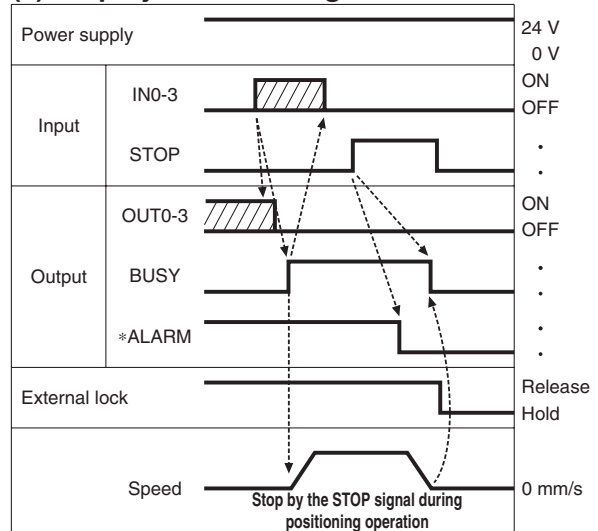 Power supply
24 V
0 V
Input
IN0-3
ON
OFF
STOP
Output
OUT0-3
ON
OFF
BUSY
*ALARM
External lock
Release
Hold
Speed
0 mm/s
Stop by the STOP signal during
positioning operation